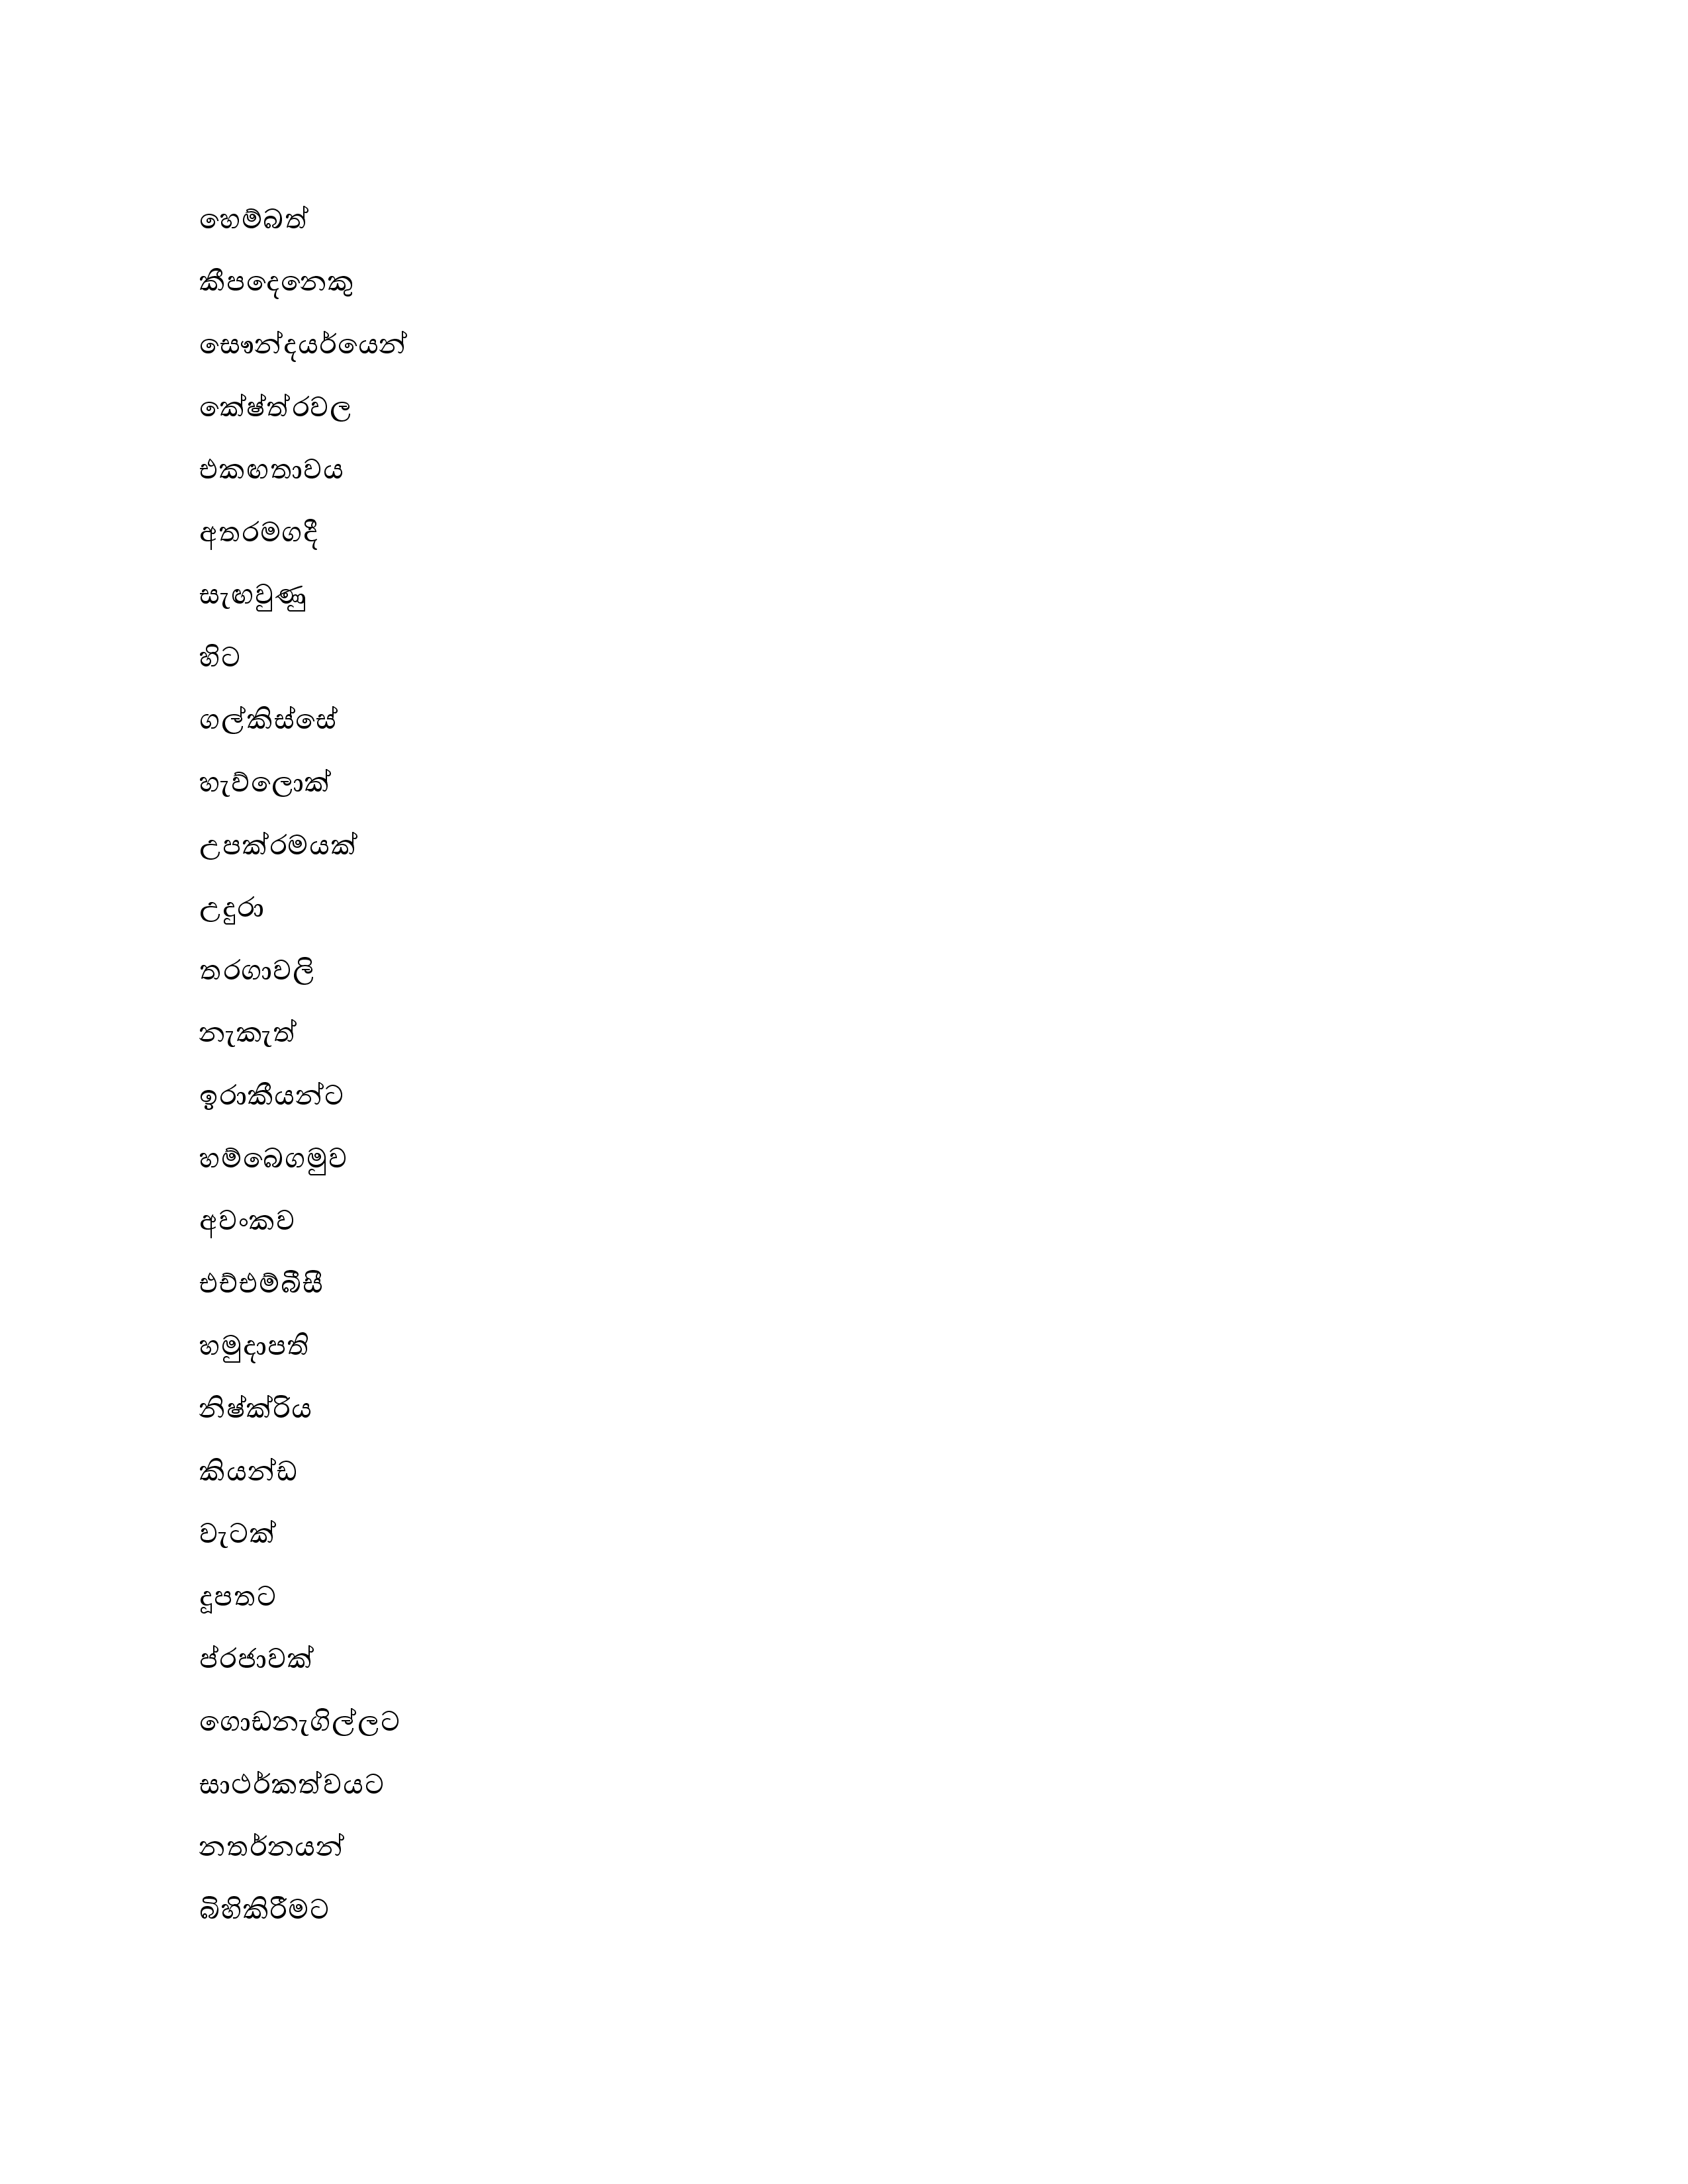 හෙම්බත්
කීපදෙනෙකු
සෞන්දයර්යෙන්
කේෂ්ත්රවල
එකඟතාවය
අතරමගදී
සැඟවුණු
හිට
ගල්කිස්සේ
හැව්ලොක්
උපක්රමයක්
උදුරා
තරගාවලි
නැකැත්
ඉරාකීයන්ට
හම්බෙගමුව
අවංකව
එච්එම්බීසී
හමුදාපති
නිෂ්ක්රිය
කියන්ඩ
වැටක්
දූපතට
ප්රජාවක්
ගොඩනැගිල්ලට
සාථර්කත්වයට
නතර්නයන්
බිහිකිරීමට